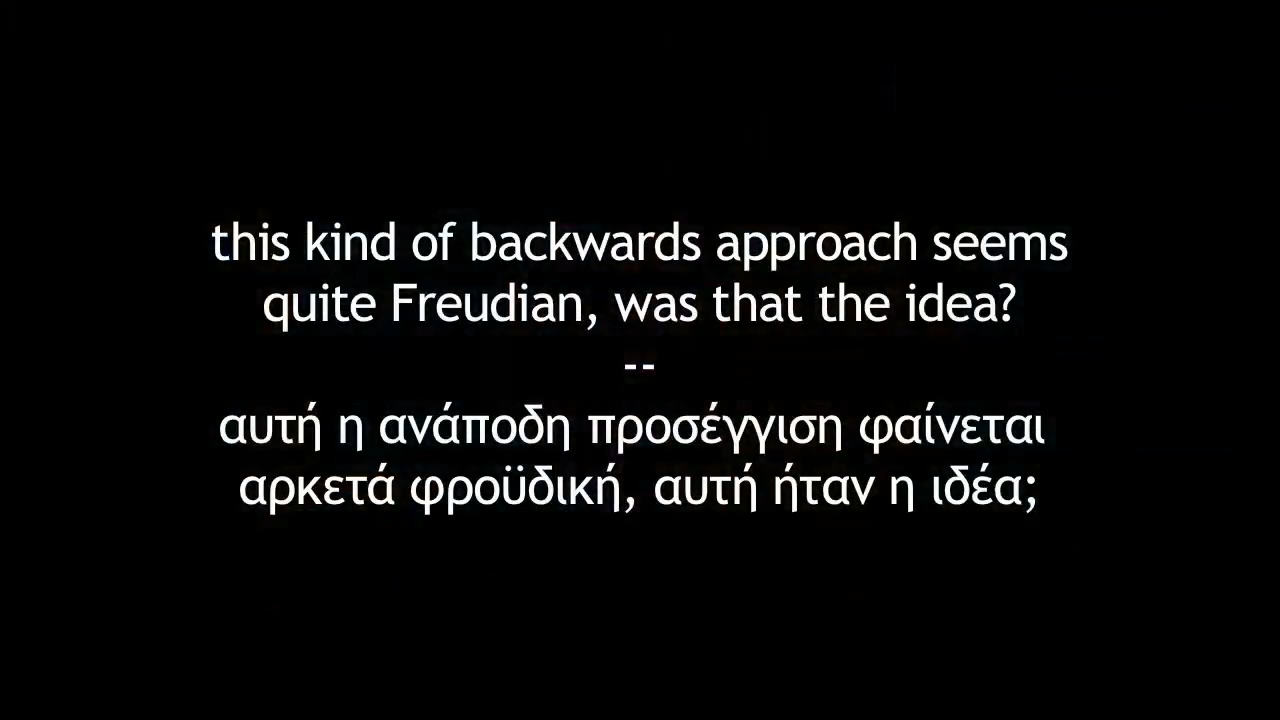 this kind of backwards approach seems
quite Freudian, was that the idea?
--
αυτή η ανάποδη προσέγγιση φαίνεται
αρκετά φροϋδική, αυτή ήταν η ιδέα;